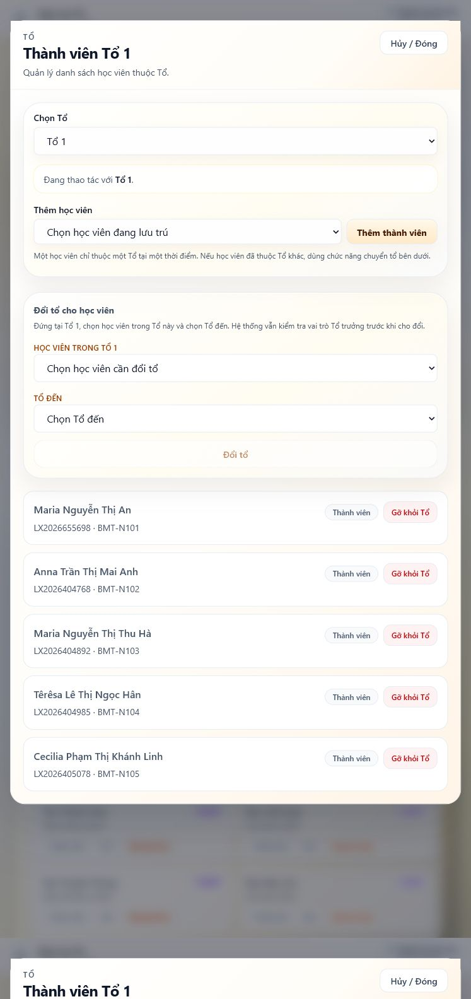 TỔ
Thành viên Tổ 1
Hủy / Đóng
Quản lý danh sách học viên thuộc Tổ.
Chọn Tổ
Tổ 1
Đang thao tác với Tổ 1.
Thêm học viên
Chọn học viên đang lưu trú
Thêm thành viên
Một học viên chỉ thuộc một Tổ tại một thời điểm. Nếu học viên đã thuộc Tổ khác, dùng chức năng chuyển tổ bên dưới.
Đổi tổ cho học viên
Đứng tại Tổ 1, chọn học viên trong Tổ này và chọn Tổ đến. Hệ thống vẫn kiểm tra vai trò Tổ trưởng trước khi cho đổi.
HỌC VIÊN TRONG TỔ 1
Chọn học viên cần đổi tổ
TỔ ĐẾN
Chọn Tổ đến
Đổi tổ
Maria Nguyễn Thị An
Thành viên
Gỡ khỏi Tổ
LX2026655698 · BMT-N101
Anna Trần Thị Mai Anh
Thành viên
Gỡ khỏi Tổ
LX2026404768 · BMT-N102
Maria Nguyễn Thị Thu Hà
Thành viên
Gỡ khỏi Tổ
LX2026404892 · BMT-N103
Têrêsa Lê Thị Ngọc Hân
Thành viên
Gỡ khỏi Tổ
LX2026404985 · BMT-N104
Cecilia Phạm Thị Khánh Linh
Thành viên
Gỡ khỏi Tổ
LX2026405078 · BMT-N105
TỔ
Thành viên Tổ 1
Hủy / Đóng